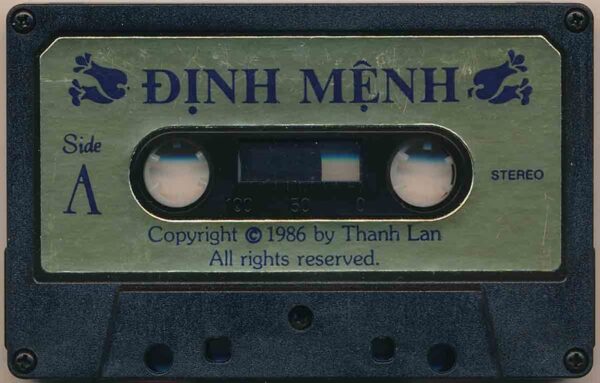 ĐỊNH MỆNH
Side
A
STEREO
100 50 0
Copyright © 1986 by Thanh Lan
All rights reserved.